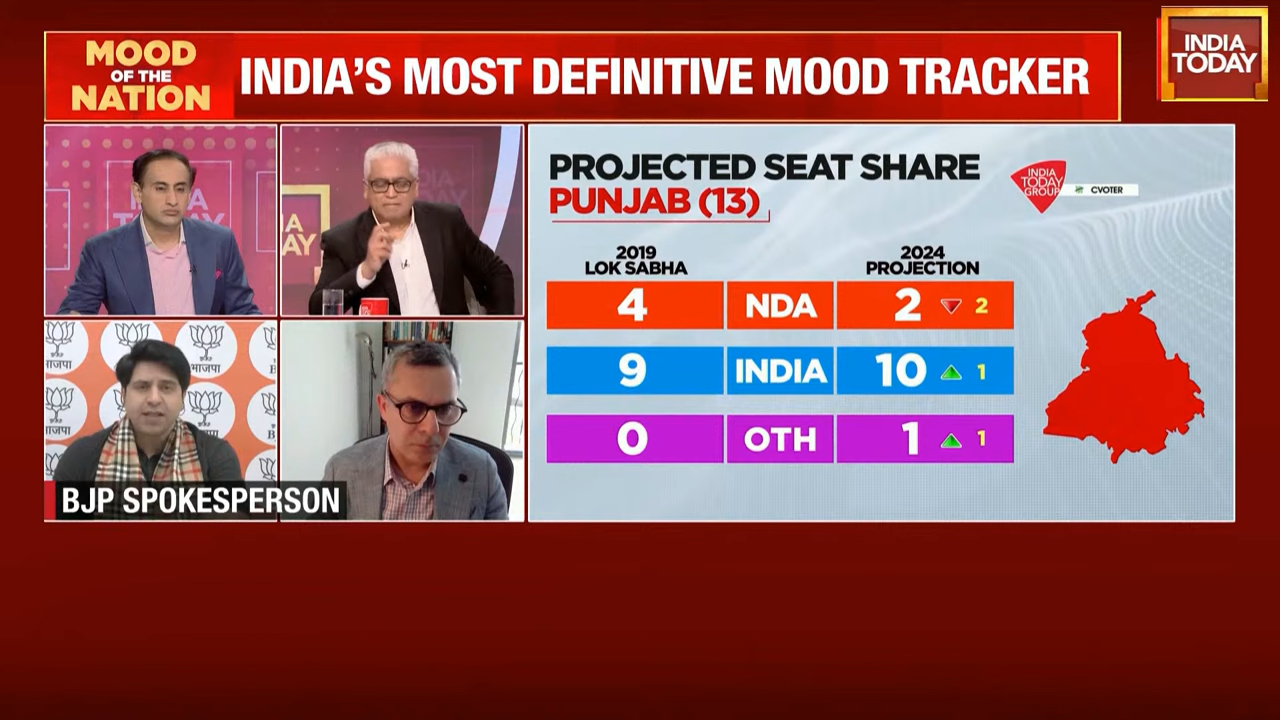 MOOD
OF THE
NATION
INDIA'S MOST DEFINITIVE MOOD TRACKER
INDIA
TODAY
PROJECTED SEAT SHARE
PUNJAB (13)
INDIA
TODAY
GROUP
CVOTER
2019
LOK SABHA
2024
PROJECTION
4 NDA 2 2
9 INDIA 10 1
0 OTH 1 1
भाजपा
BJP SPOKESPERSON